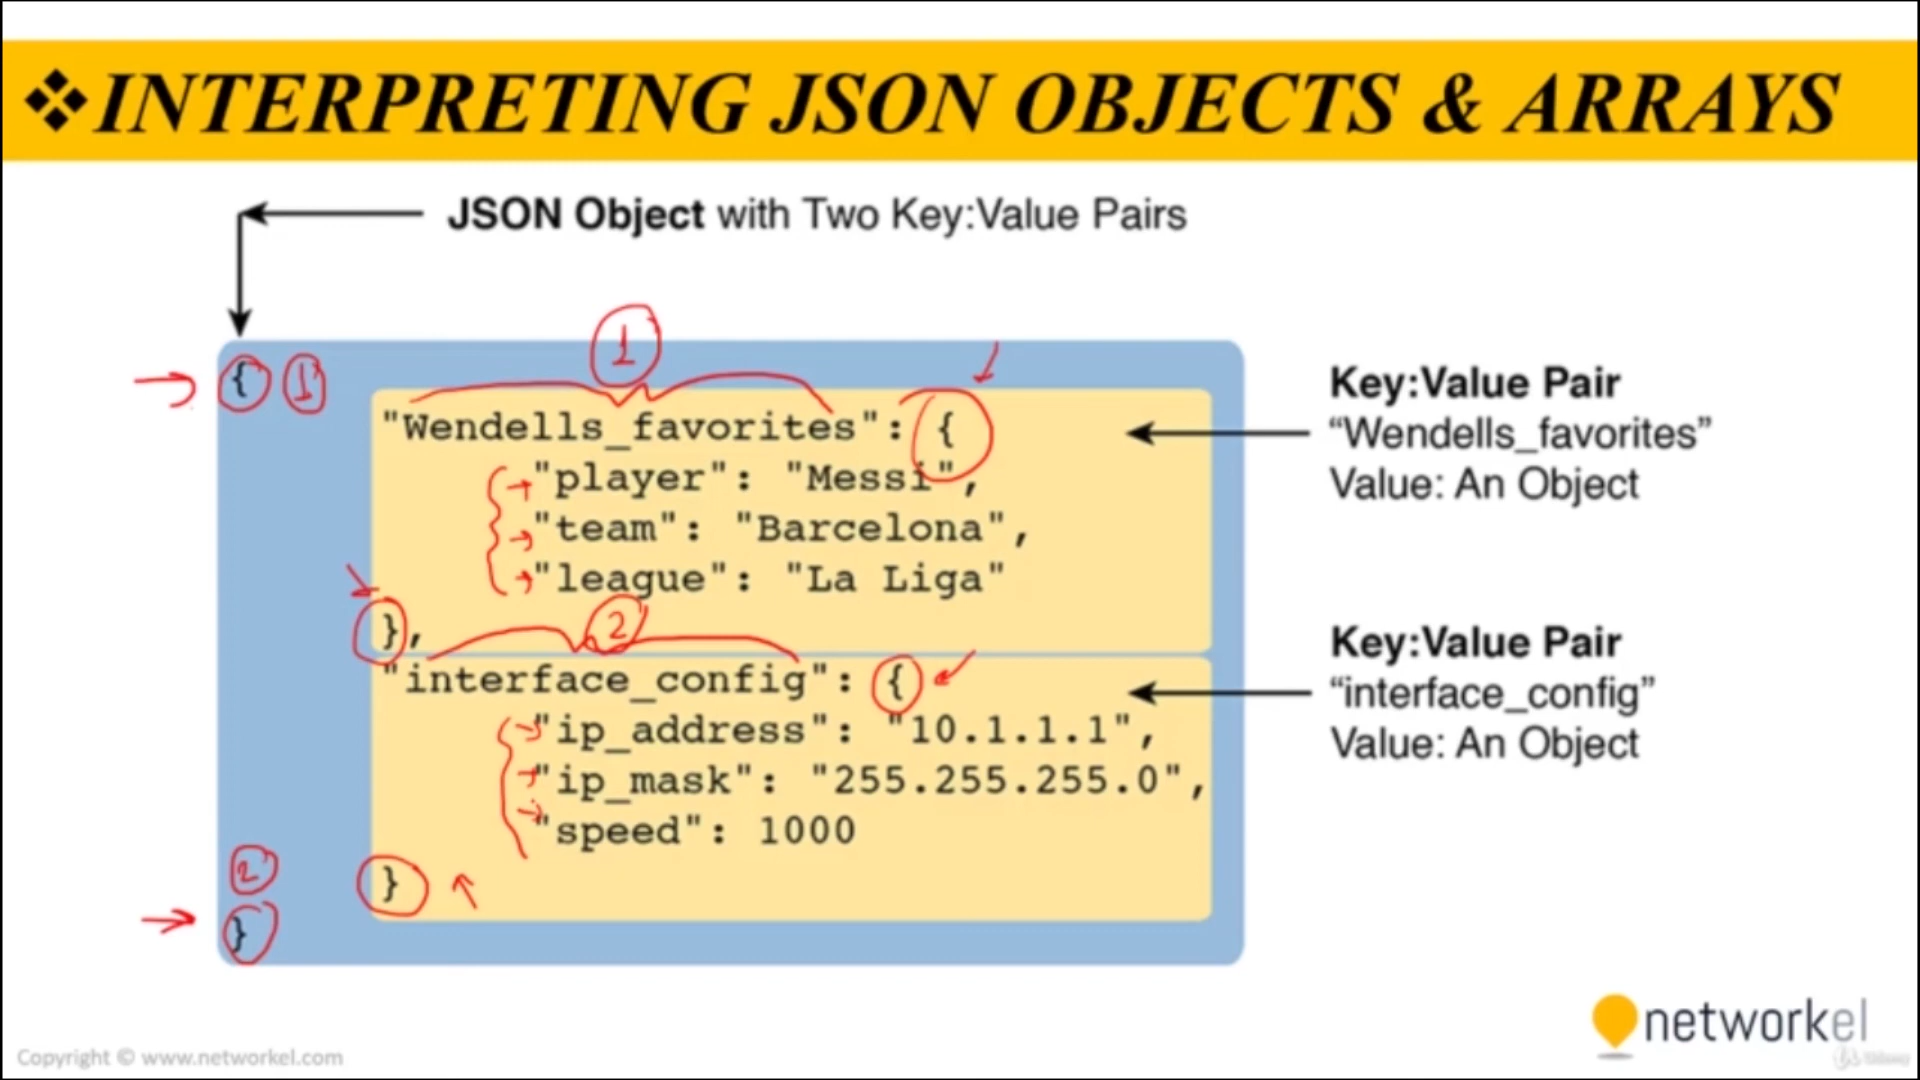 ❖INTERPRETING JSON OBJECTS & ARRAYS
JSON Object with Two Key:Value Pairs
1
{ 1
"Wendells_favorites": {
"player": "Messi",
"team": "Barcelona",
"league": "La Liga"
},
2
"interface_config": {
"ip_address": "10.1.1.1",
"ip_mask": "255.255.255.0",
"speed": 1000
}
2
}
Key:Value Pair
“Wendells_favorites”
Value: An Object
Key:Value Pair
“interface_config”
Value: An Object
networkel
Copyright © www.networkel.com
Udemy